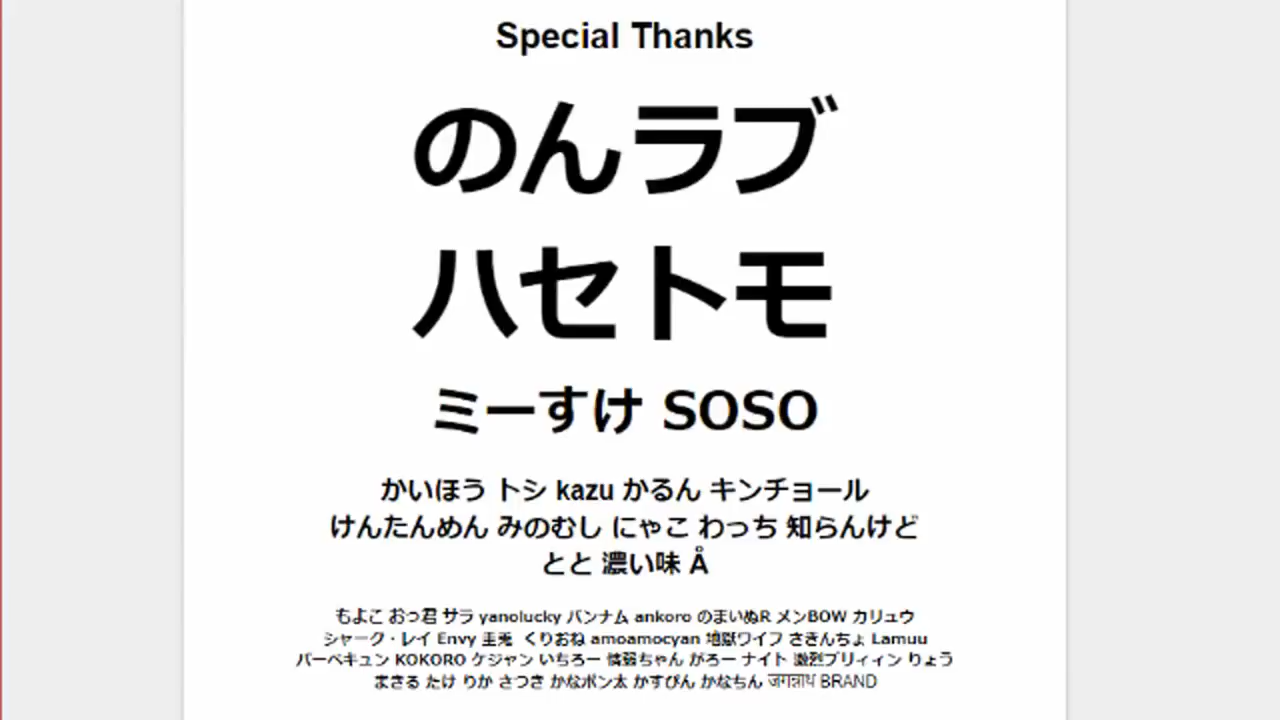 Special Thanks
のんラブ
ハセトモ
ミーすけ SOSO
かいほう トシ kazu かるん キンチョール
けんたんめん みのむし にゃこ わっち 知らんけど
とと 濃い味 Å
もよこ おっ君 サラ yanolucky バンナム ankoro のまいぬR メンBOW カリュウ
シャーク・レイ Envy 圭兎 くりおね amoamocyan 地獄ワイフ さきんちょ Lamuu
バーベキュン KOKORO ケジャン いちろー 情弱ちゃん がろー ナイト 激烈ブリィィン りょう
まきる たけ りか さつき かなポン太 かすぴん かなちん जगन्नाथ BRAND